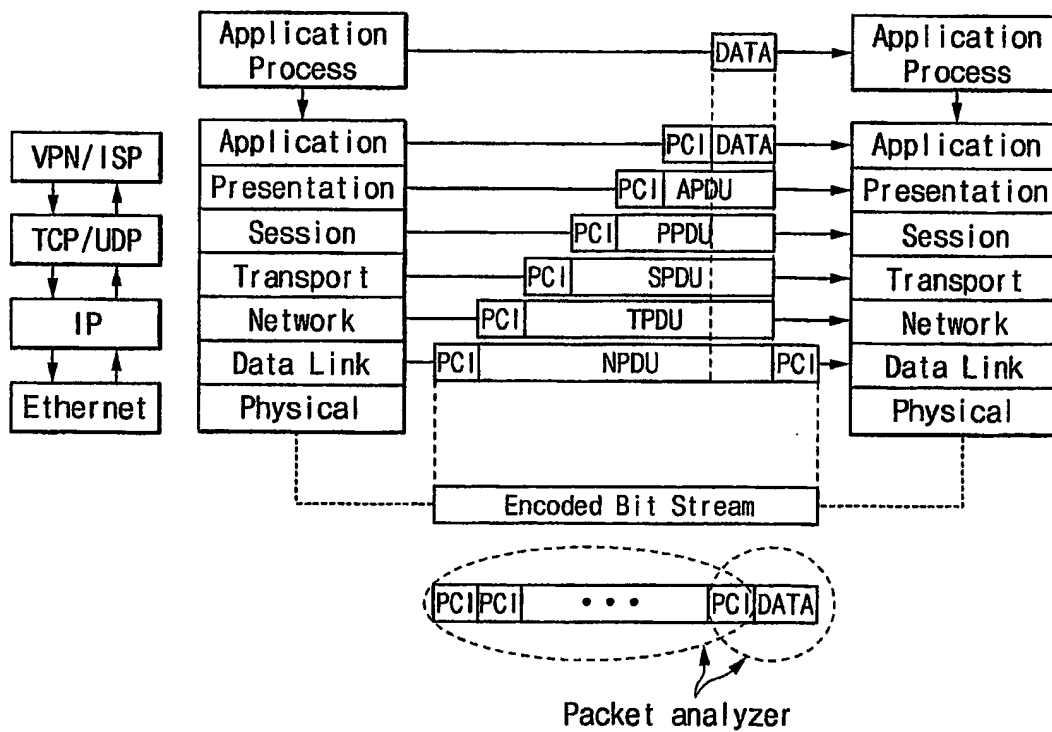 Application
Process
DATA
Application
Process
VPN/ISP
TCP/UDP
IP
Ethernet
Application
PCI DATA
Application
Presentation
PCI APDU
Presentation
Session
PCI PPDU
Session
Transport
PCI SPDU
Transport
Network
PCI TPDU
Network
Data Link
PCI NPDU PCI
Data Link
Physical
Physical
Encoded Bit Stream
PCI PCI • • • PCI DATA
Packet analyzer